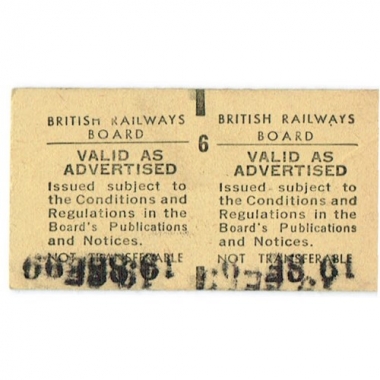 BRITISH RAILWAYS
BOARD
VALID AS
ADVERTISED
Issued subject to
the Conditions and
Regulations in the
Board's Publications
and Notices.
NOT TRANSFERABLE
6
BRITISH RAILWAYS
BOARD
VALID AS
ADVERTISED
Issued subject to
the Conditions and
Regulations in the
Board's Publications
and Notices.
NOT TRANSFERABLE